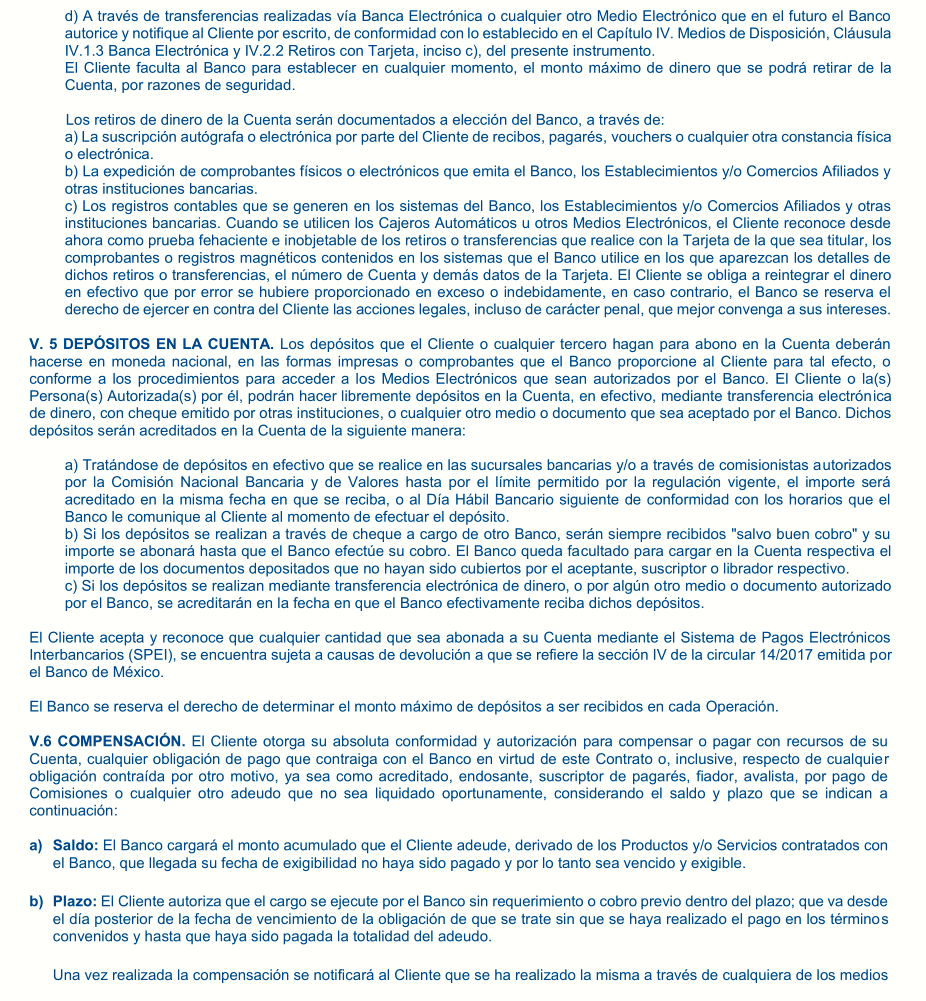 d) A través de transferencias realizadas vía Banca Electrónica o cualquier otro Medio Electrónico que en el futuro el Banco
autorice y notifique al Cliente por escrito, de conformidad con lo establecido en el Capítulo IV. Medios de Disposición, Cláusula
IV.1.3 Banca Electrónica y IV.2.2 Retiros con Tarjeta, inciso c), del presente instrumento.
El Cliente faculta al Banco para establecer en cualquier momento, el monto máximo de dinero que se podrá retirar de la
Cuenta, por razones de seguridad.
Los retiros de dinero de la Cuenta serán documentados a elección del Banco, a través de:
a) La suscripción autógrafa o electrónica por parte del Cliente de recibos, pagarés, vouchers o cualquier otra constancia física
o electrónica.
b) La expedición de comprobantes físicos o electrónicos que emita el Banco, los Establecimientos y/o Comercios Afiliados y
otras instituciones bancarias.
c) Los registros contables que se generen en los sistemas del Banco, los Establecimientos y/o Comercios Afiliados y otras
instituciones bancarias. Cuando se utilicen los Cajeros Automáticos u otros Medios Electrónicos, el Cliente reconoce desde
ahora como prueba fehaciente e inobjetable de los retiros o transferencias que realice con la Tarjeta de la que sea titular, los
comprobantes o registros magnéticos contenidos en los sistemas que el Banco utilice en los que aparezcan los detalles de
dichos retiros o transferencias, el número de Cuenta y demás datos de la Tarjeta. El Cliente se obliga a reintegrar el dinero
en efectivo que por error se hubiere proporcionado en exceso o indebidamente, en caso contrario, el Banco se reserva el
derecho de ejercer en contra del Cliente las acciones legales, incluso de carácter penal, que mejor convenga a sus intereses.
V. 5 DEPÓSITOS EN LA CUENTA. Los depósitos que el Cliente o cualquier tercero hagan para abono en la Cuenta deberán
hacerse en moneda nacional, en las formas impresas o comprobantes que el Banco proporcione al Cliente para tal efecto, o
conforme a los procedimientos para acceder a los Medios Electrónicos que sean autorizados por el Banco. El Cliente o la(s)
Persona(s) Autorizada(s) por él, podrán hacer libremente depósitos en la Cuenta, en efectivo, mediante transferencia electrónica
de dinero, con cheque emitido por otras instituciones, o cualquier otro medio o documento que sea aceptado por el Banco. Dichos
depósitos serán acreditados en la Cuenta de la siguiente manera:
a) Tratándose de depósitos en efectivo que se realice en las sucursales bancarias y/o a través de comisionistas autorizados
por la Comisión Nacional Bancaria y de Valores hasta por el límite permitido por la regulación vigente, el importe será
acreditado en la misma fecha en que se reciba, o al Día Hábil Bancario siguiente de conformidad con los horarios que el
Banco le comunique al Cliente al momento de efectuar el depósito.
b) Si los depósitos se realizan a través de cheque a cargo de otro Banco, serán siempre recibidos "salvo buen cobro" y su
importe se abonará hasta que el Banco efectúe su cobro. El Banco queda facultado para cargar en la Cuenta respectiva el
importe de los documentos depositados que no hayan sido cubiertos por el aceptante, suscriptor o librador respectivo.
c) Si los depósitos se realizan mediante transferencia electrónica de dinero, o por algún otro medio o documento autorizado
por el Banco, se acreditarán en la fecha en que el Banco efectivamente reciba dichos depósitos.
El Cliente acepta y reconoce que cualquier cantidad que sea abonada a su Cuenta mediante el Sistema de Pagos Electrónicos
Interbancarios (SPEI), se encuentra sujeta a causas de devolución a que se refiere la sección IV de la circular 14/2017 emitida por
el Banco de México.
El Banco se reserva el derecho de determinar el monto máximo de depósitos a ser recibidos en cada Operación.
V.6 COMPENSACIÓN. El Cliente otorga su absoluta conformidad y autorización para compensar o pagar con recursos de su
Cuenta, cualquier obligación de pago que contraiga con el Banco en virtud de este Contrato o, inclusive, respecto de cualquier
obligación contraída por otro motivo, ya sea como acreditado, endosante, suscriptor de pagarés, fiador, avalista, por pago de
Comisiones o cualquier otro adeudo que no sea liquidado oportunamente, considerando el saldo y plazo que se indican a
continuación:
a) Saldo: El Banco cargará el monto acumulado que el Cliente adeude, derivado de los Productos y/o Servicios contratados con
el Banco, que llegada su fecha de exigibilidad no haya sido pagado y por lo tanto sea vencido y exigible.
b) Plazo: El Cliente autoriza que el cargo se ejecute por el Banco sin requerimiento o cobro previo dentro del plazo; que va desde
el día posterior de la fecha de vencimiento de la obligación de que se trate sin que se haya realizado el pago en los términos
convenidos y hasta que haya sido pagada la totalidad del adeudo.
Una vez realizada la compensación se notificará al Cliente que se ha realizado la misma a través de cualquiera de los medios